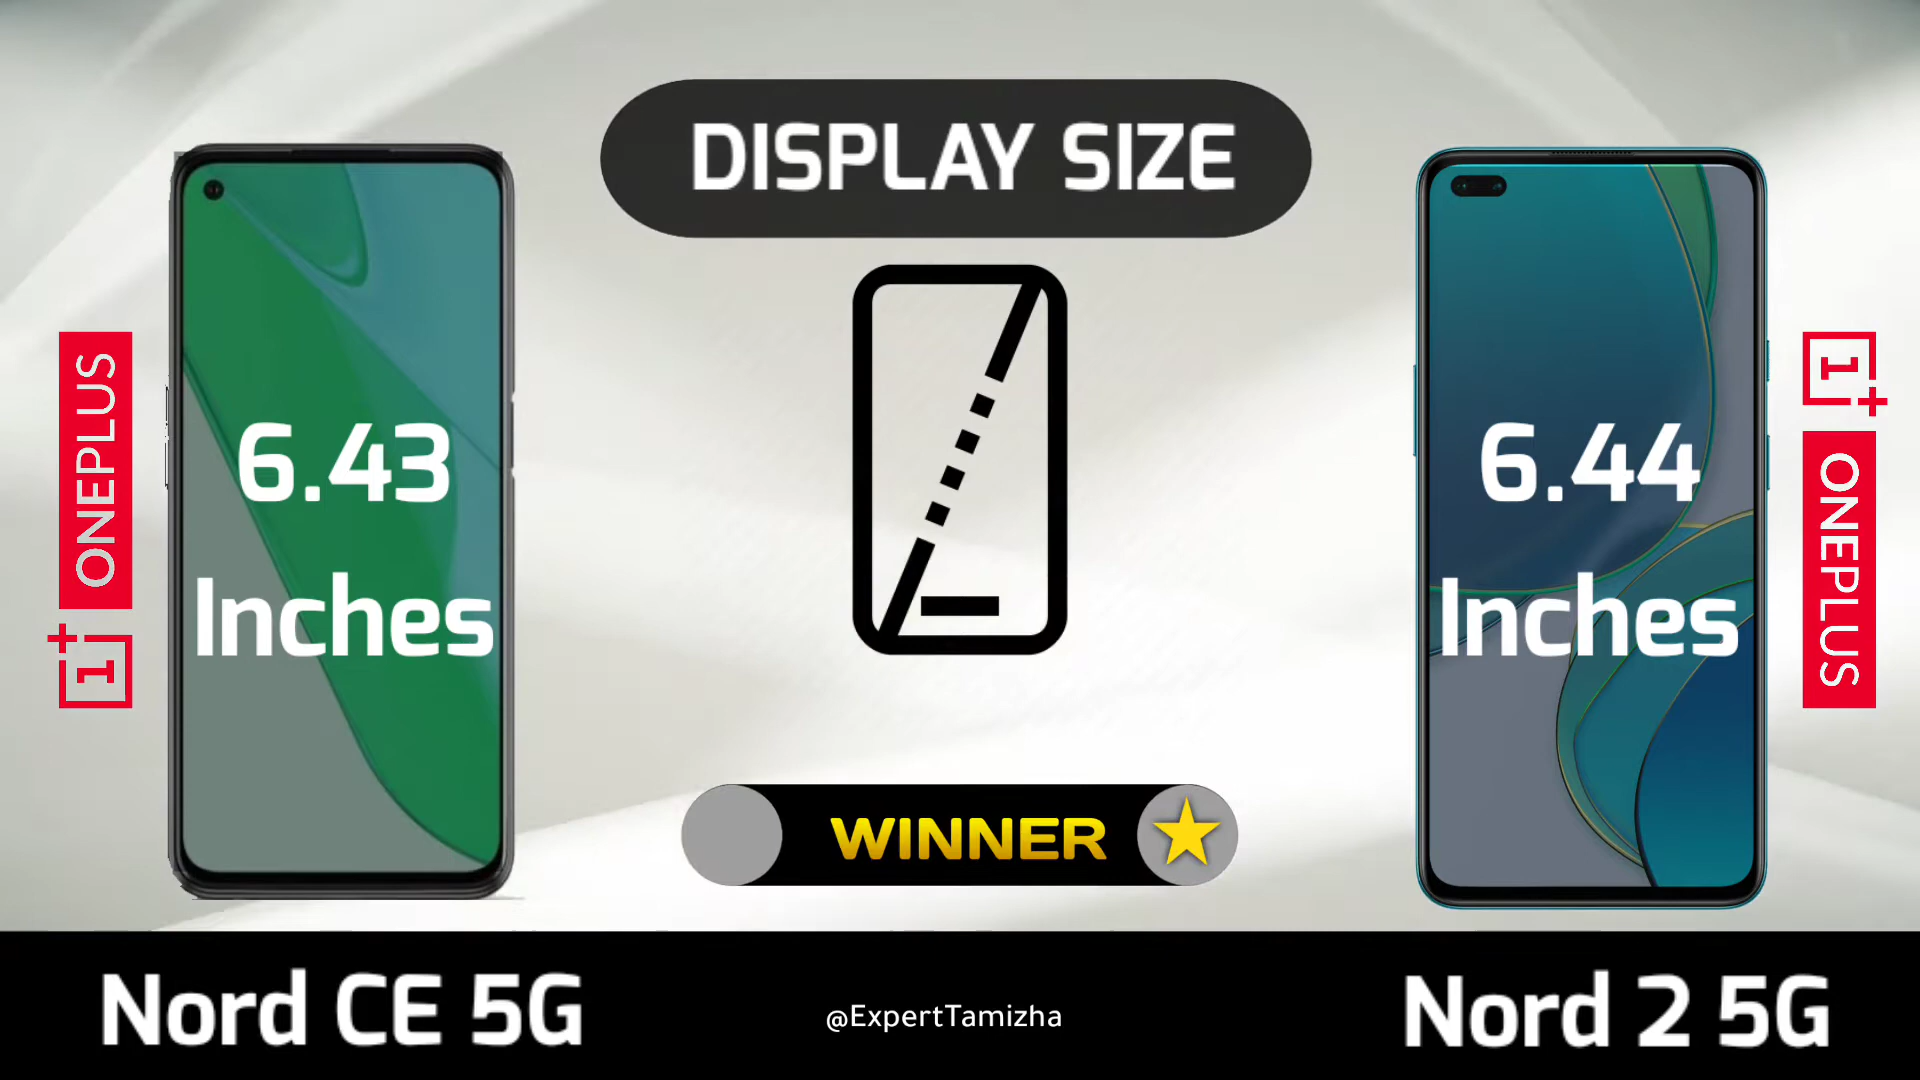 DISPLAY SIZE
ONEPLUS
6.43
Inches
6.44
Inches
ONEPLUS
WINNER
Nord CE 5G
@ExpertTamizha
Nord 2 5G